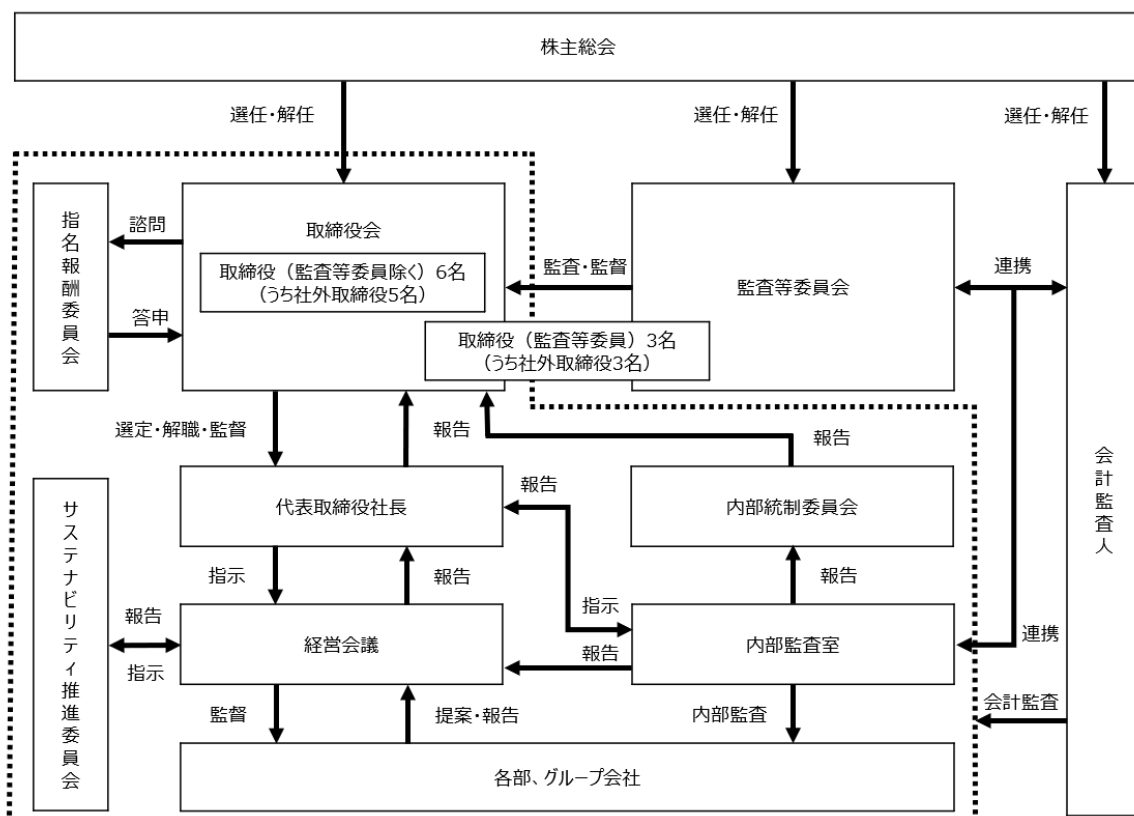 株主総会
選任・解任
選任・解任
選任・解任
指名報酬委員会
諮問
答申
取締役会
取締役（監査等委員除く）6名
（うち社外取締役5名）
監査・監督
監査等委員会
連携
取締役（監査等委員）3名
（うち社外取締役3名）
選定・解職・監督
報告
報告
会計監査人
サステナビリティ推進委員会
代表取締役社長
報告
内部統制委員会
指示
報告
報告
報告
指示
経営会議
指示
報告
内部監査室
連携
監督
提案・報告
内部監査
会計監査
各部、グループ会社